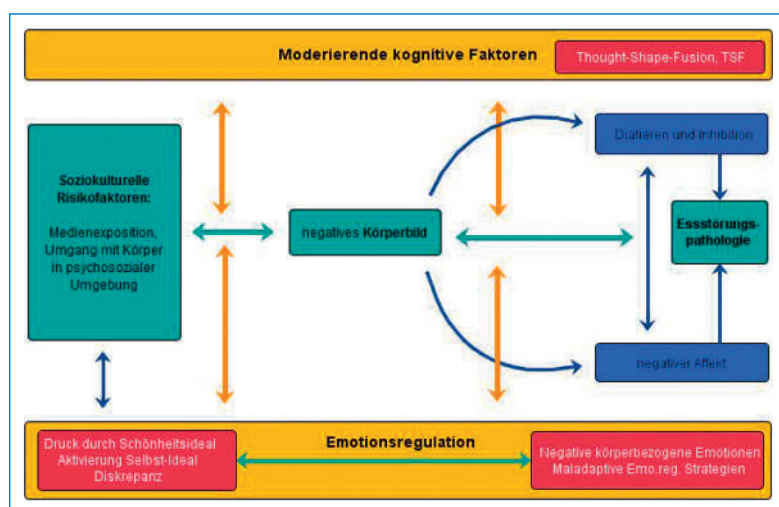 Moderierende kognitive Faktoren
Thought-Shape-Fusion, TSF
Soziokulturelle
Risikofaktoren:
Medienexposition,
Umgang mit Körper
in psychosozialer
Umgebung
negatives Körperbild
Diätieren und Inhibition
Essstörungs-
pathologie
negativer Affekt
Emotionsregulation
Druck durch Schönheitsideal
Aktivierung Selbst-Ideal
Diskrepanz
Negative körperbezogene Emotionen
Maladaptive Emo.reg. Strategien